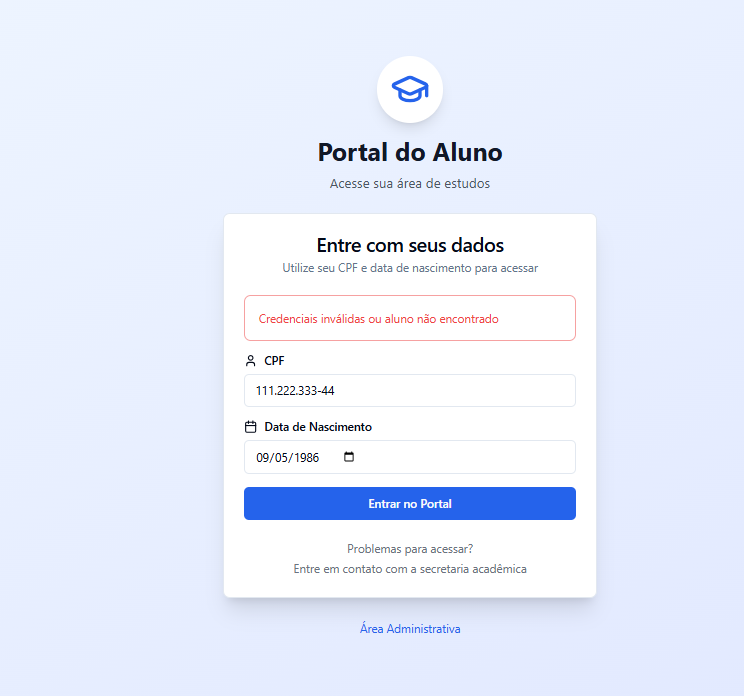 Portal do Aluno
Acesse sua área de estudos
Entre com seus dados
Utilize seu CPF e data de nascimento para acessar
Credenciais inválidas ou aluno não encontrado
CPF
111.222.333-44
Data de Nascimento
09/05/1986
Entrar no Portal
Problemas para acessar?
Entre em contato com a secretaria acadêmica
Área Administrativa